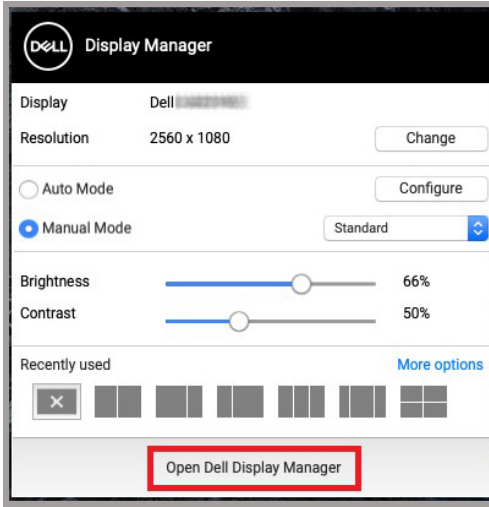 DELL Display Manager
Display Dell
Resolution 2560 x 1080 Change
Auto Mode Configure
Manual Mode Standard
Brightness 66%
Contrast 50%
Recently used More options
Open Dell Display Manager